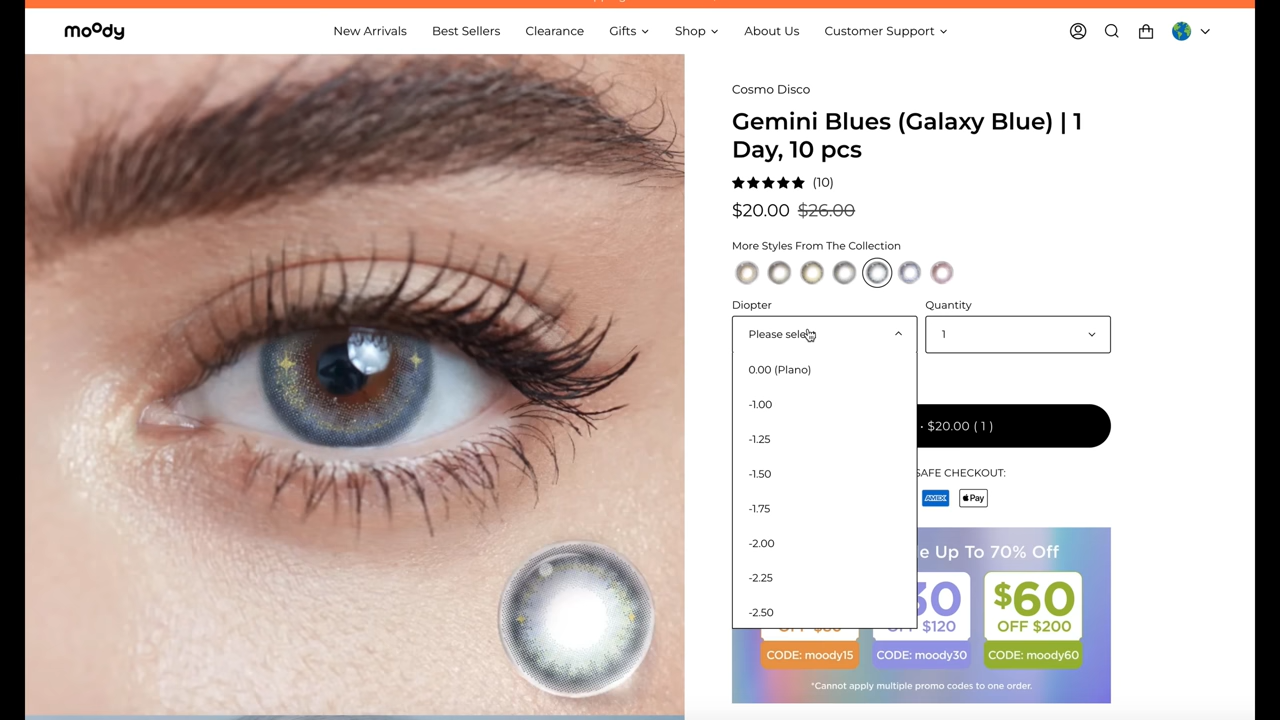 moody
New Arrivals
Best Sellers
Clearance
Gifts
Shop
About Us
Customer Support
Cosmo Disco
Gemini Blues (Galaxy Blue) | 1
Day, 10 pcs
(10)
$20.00 $26.00
More Styles From The Collection
Diopter
Quantity
Please sele
1
0.00 (Plano)
-1.00
-1.25
-1.50
-1.75
-2.00
-2.25
-2.50
• $20.00 ( 1 )
SAFE CHECKOUT:
AMEX
Pay
Up To 70% Off
$60
OFF $120
OFF $200
CODE: moody15
CODE: moody30
CODE: moody60
*Cannot apply multiple promo codes to one order.